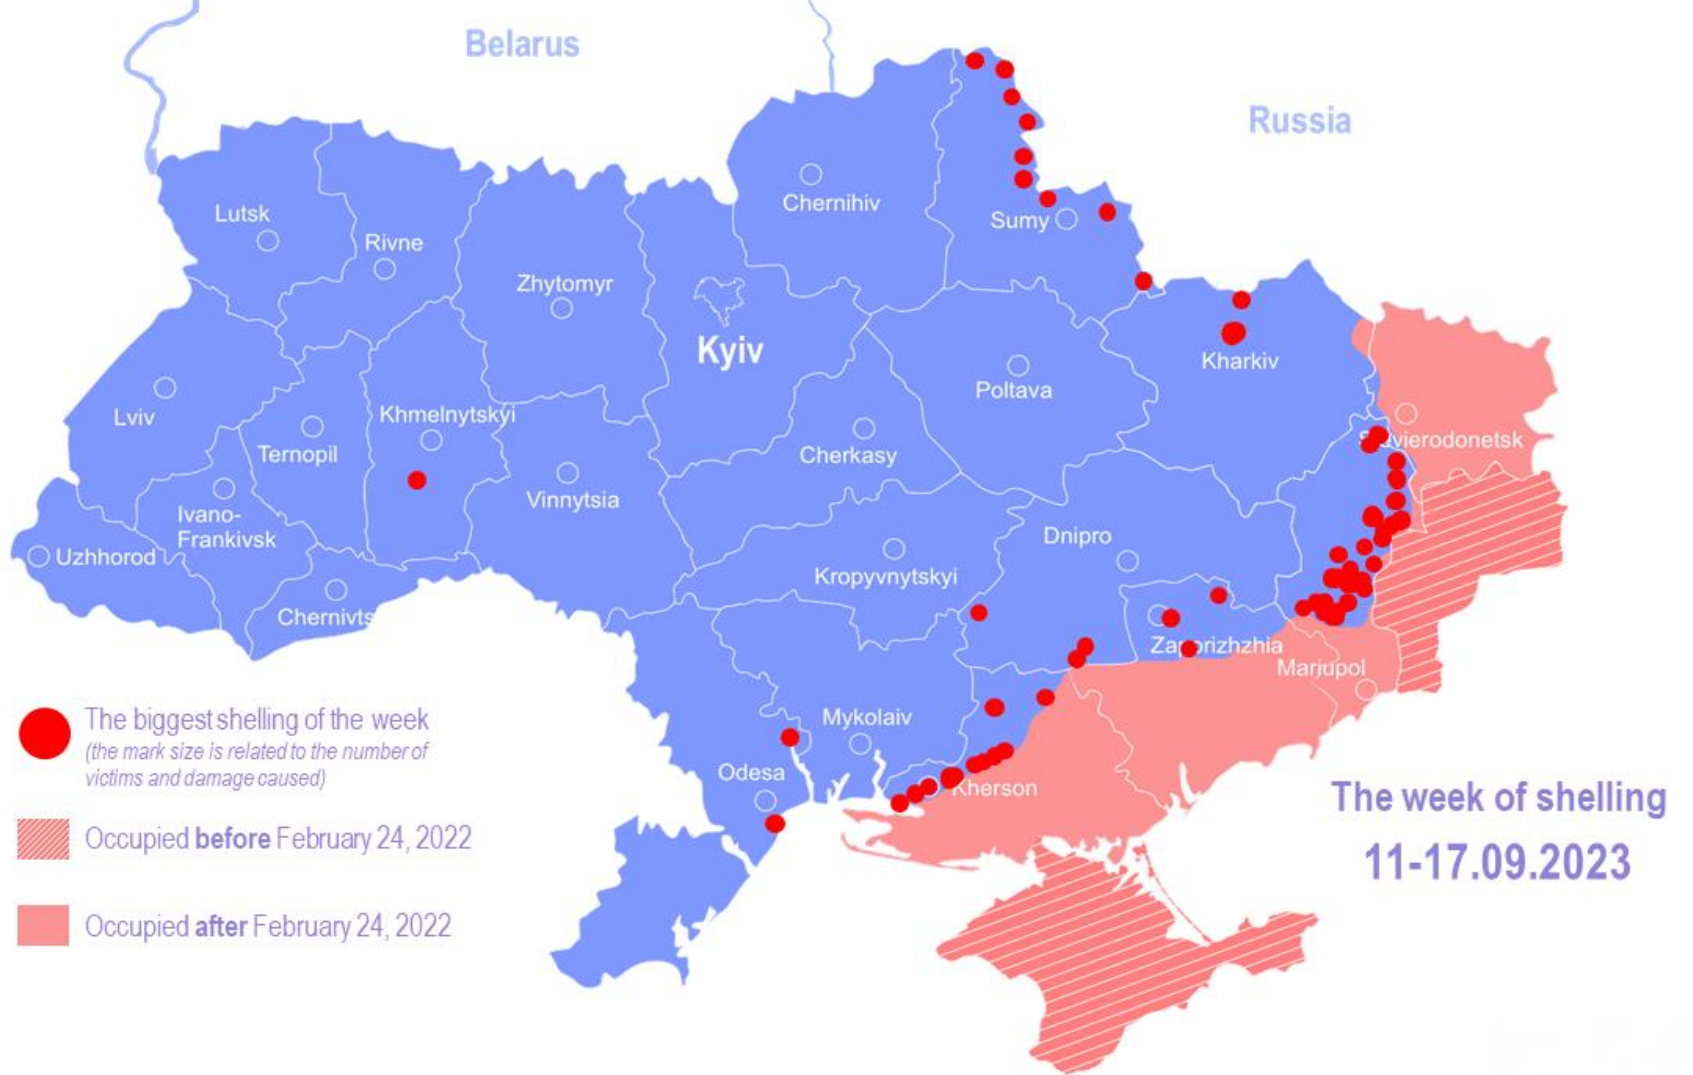 Belarus
Russia
Chernihiv
Sumy
Lutsk
Rivne
Zhytomyr
Kyiv
Kharkiv
Poltava
Lviv
Khmelnytskyi
Ternopil
Cherkasy
Vinnytsia
Ivano-
Frankivsk
Uzhhorod
Dnipro
Kropyvnytskyi
Chernivts
Zaporizhzhia
Mariupol
Mykolaiv
Odesa
Kherson
The biggest shelling of the week
(the mark size is related to the number of
victims and damage caused)
Occupied before February 24, 2022
Occupied after February 24, 2022
The week of shelling
11-17.09.2023